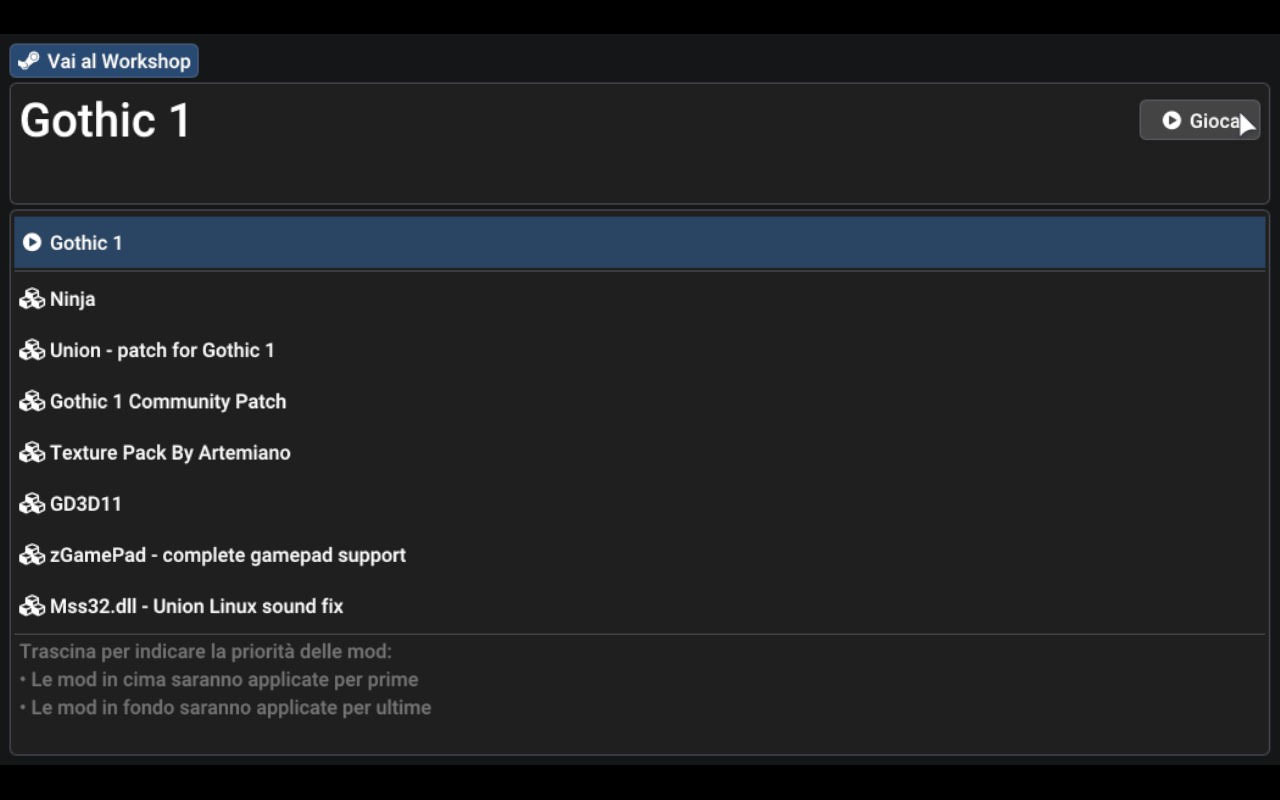 Vai al Workshop
Gothic 1
Gioca
Gothic 1
Ninja
Union - patch for Gothic 1
Gothic 1 Community Patch
Texture Pack By Artemiano
GD3D11
zGamePad - complete gamepad support
Mss32.dll - Union Linux sound fix
Trascina per indicare la priorità delle mod:
• Le mod in cima saranno applicate per prime
• Le mod in fondo saranno applicate per ultime